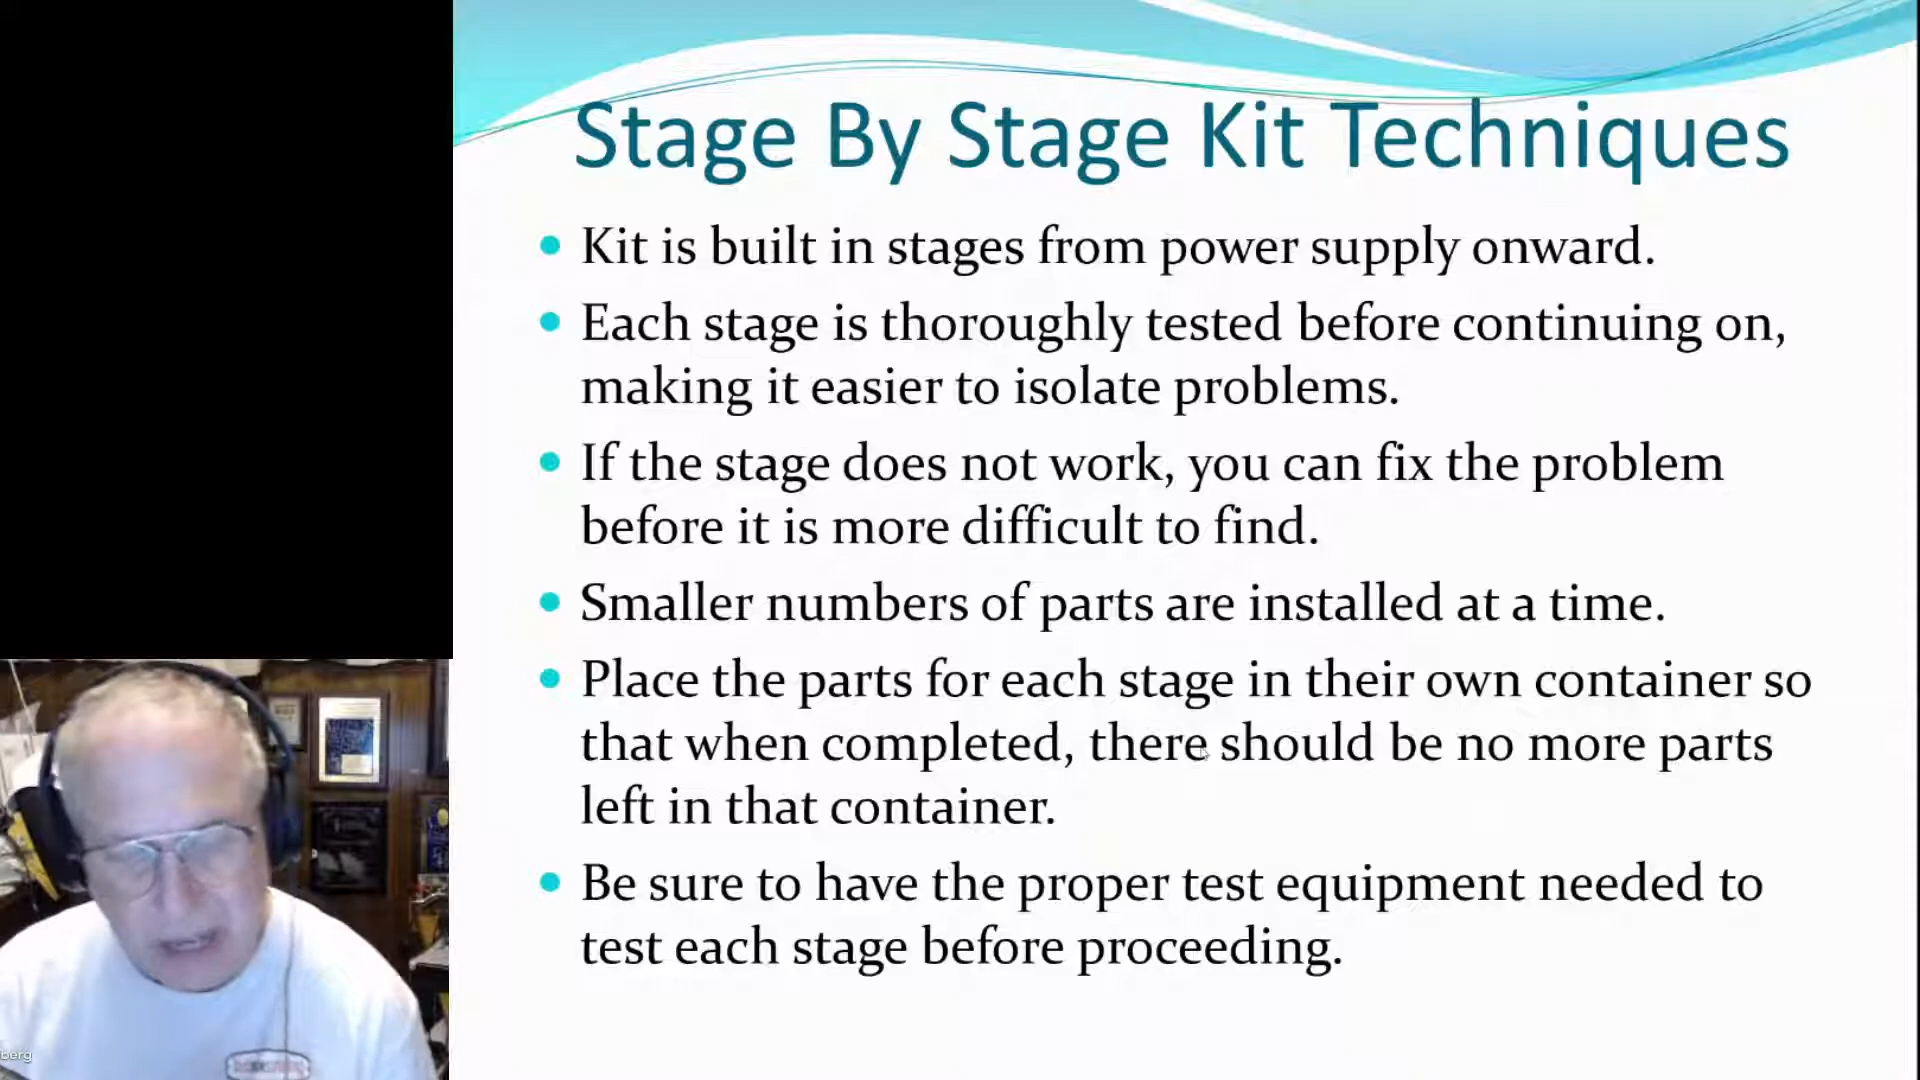 Stage By Stage Kit Techniques
Kit is built in stages from power supply onward.
Each stage is thoroughly tested before continuing on,
making it easier to isolate problems.
If the stage does not work, you can fix the problem
before it is more difficult to find.
Smaller numbers of parts are installed at a time.
Place the parts for each stage in their own container so
that when completed, there should be no more parts
left in that container.
Be sure to have the proper test equipment needed to
test each stage before proceeding.
berg